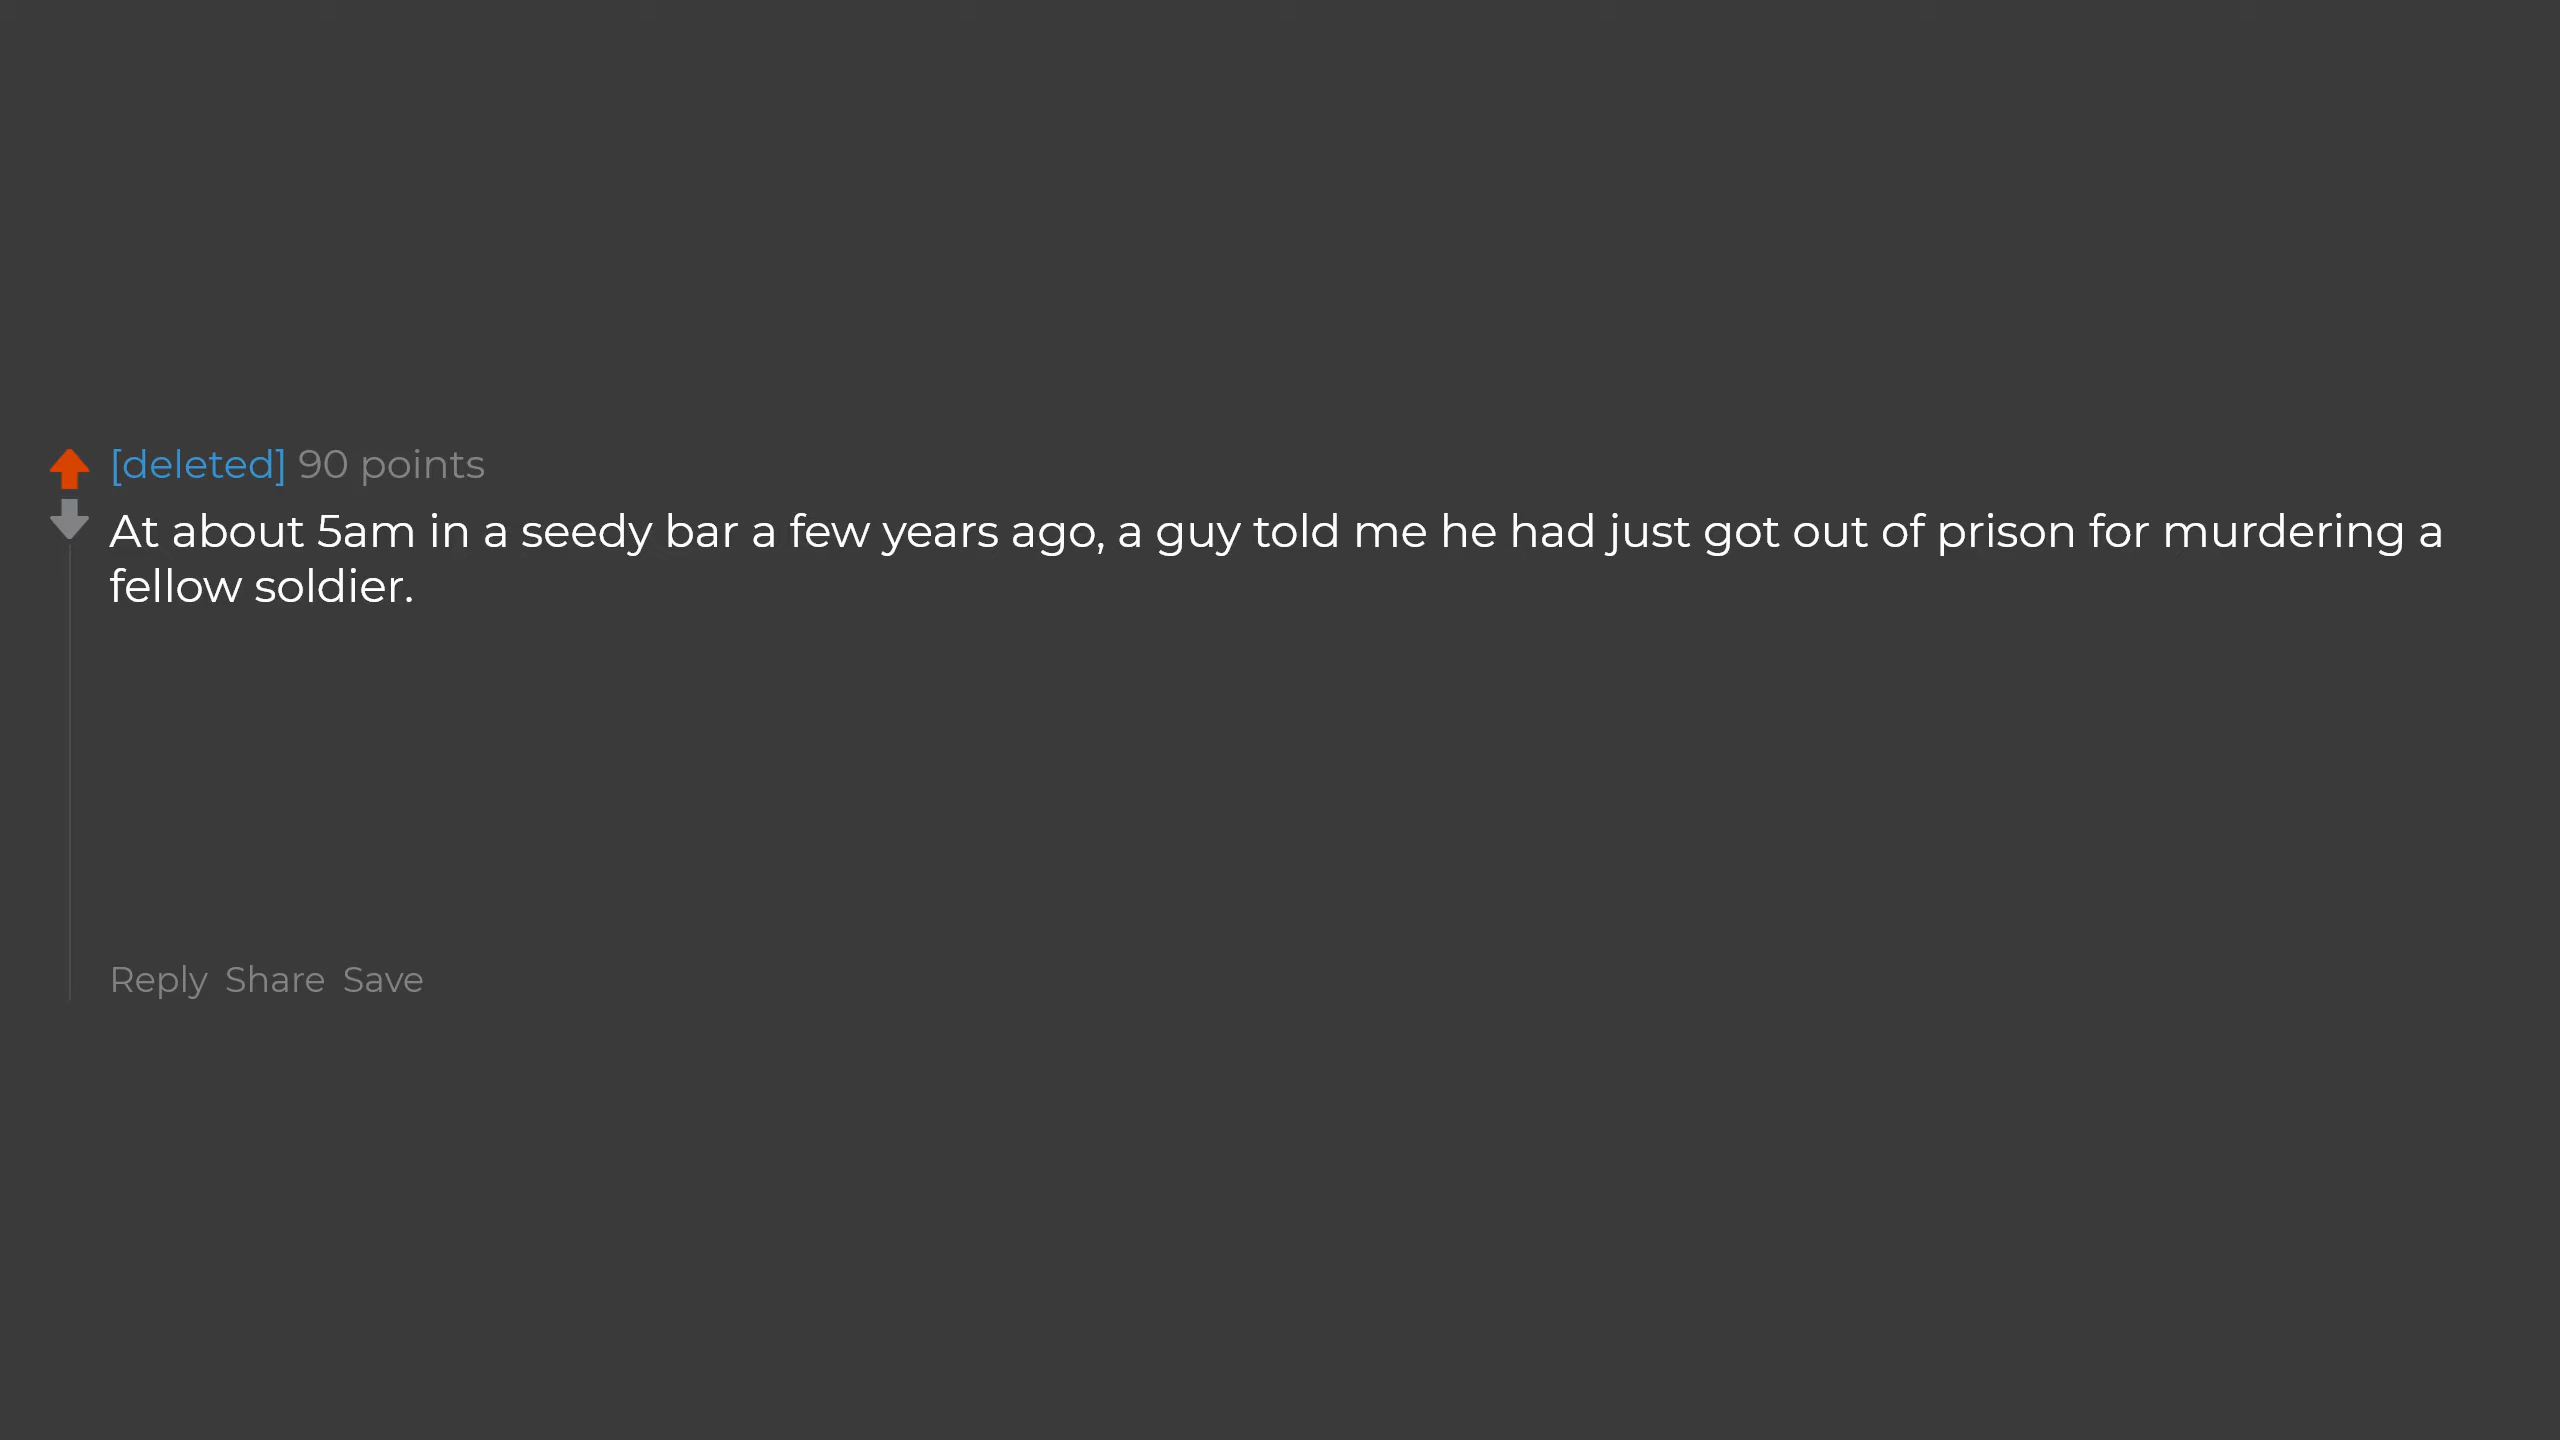 [deleted] 90 points
At about 5am in a seedy bar a few years ago, a guy told me he had just got out of prison for murdering a
fellow soldier.
Reply Share Save